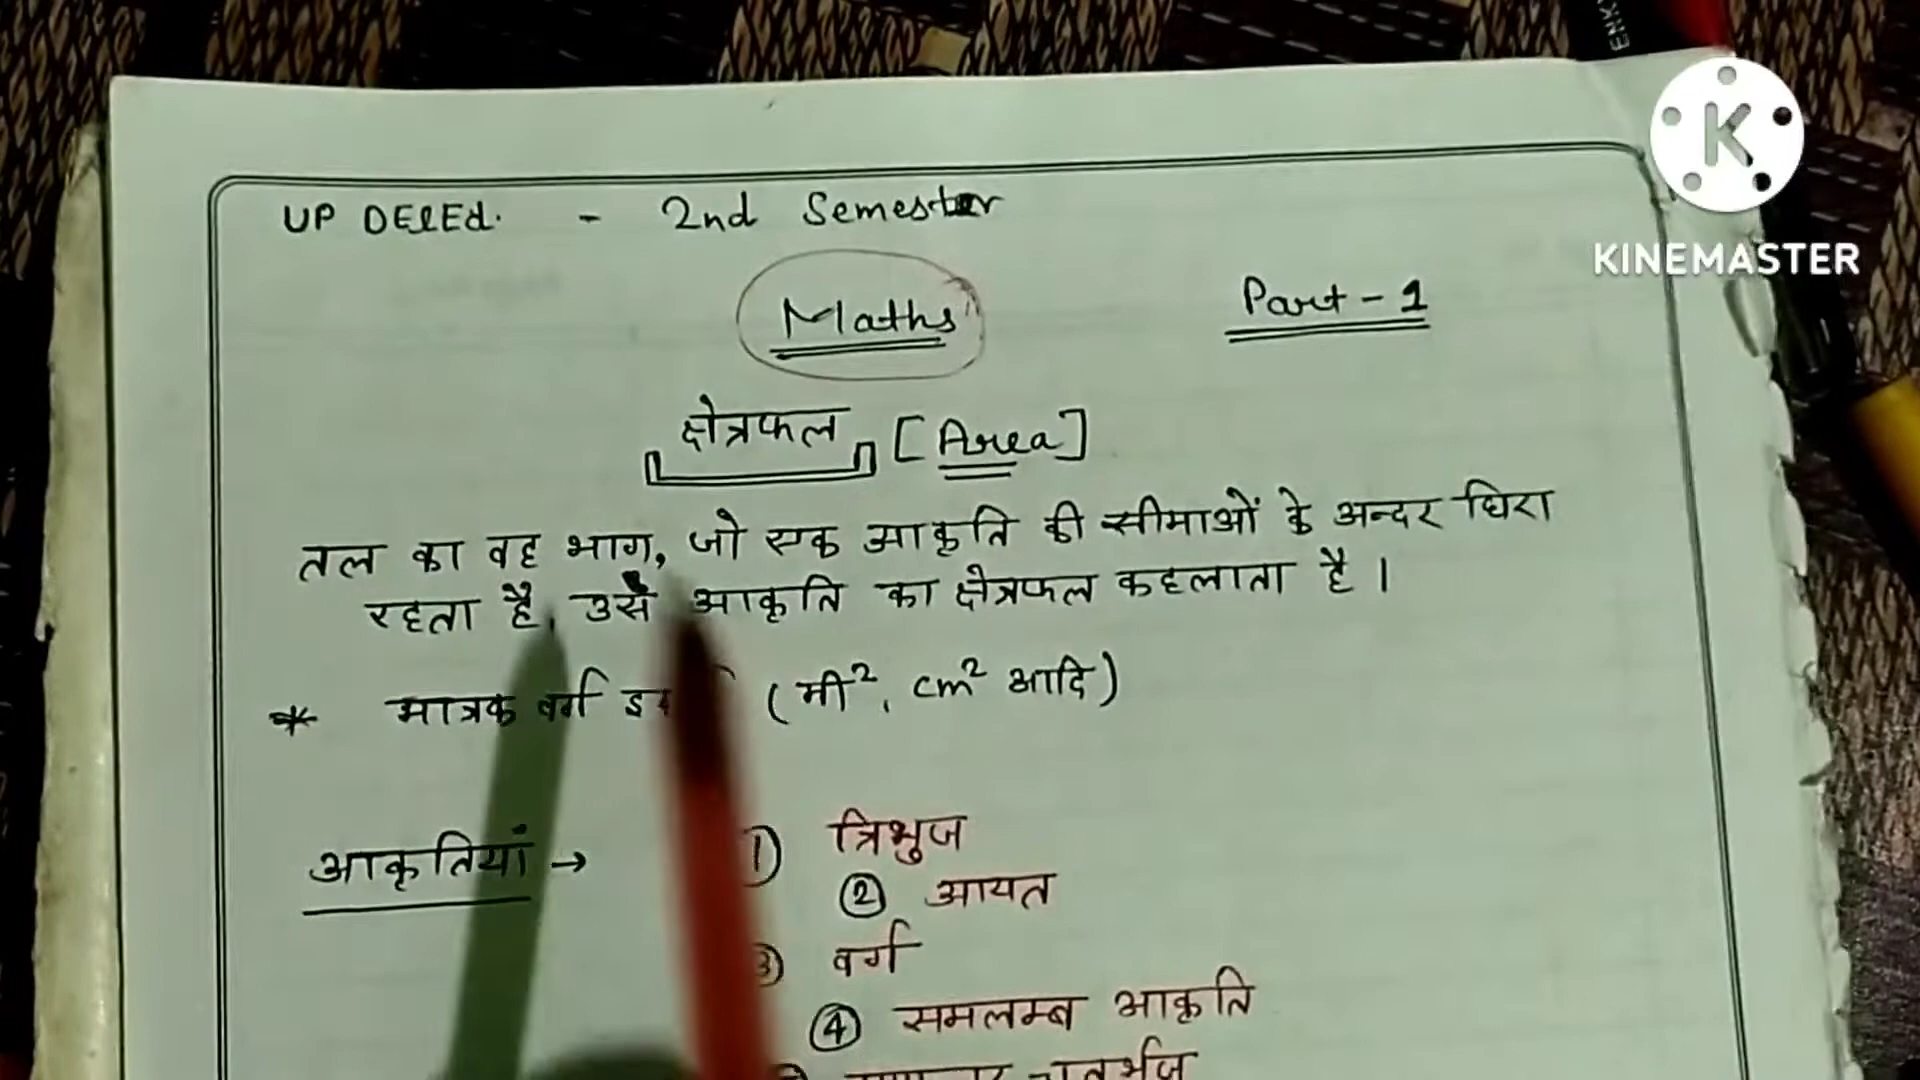 UP DELEd. - 2nd Semester
KINEMASTER
Maths
Part - 1
क्षेत्रफल [Area]
तल का वह भाग, जो एक आकृति की सीमाओं के अन्दर घिरा
रहता है, उसे आकृति का क्षेत्रफल कहलाता है।
* मात्रक वर्ग (मी², cm² आदि)
आकृतियां → 1) त्रिभुज
② आयत
③ वर्ग
④ समलम्ब आकृति
चतुर्भुज